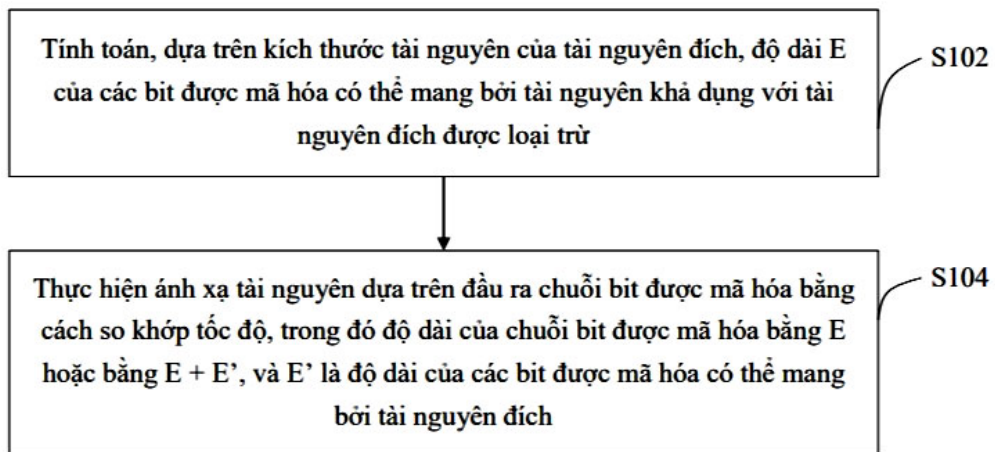 Tính toán, dựa trên kích thước tài nguyên của tài nguyên đích, độ dài E
của các bit được mã hóa có thể mang bởi tài nguyên khả dụng với tài
nguyên đích được loại trừ
S102
Thực hiện ánh xạ tài nguyên dựa trên đầu ra chuỗi bit được mã hóa bằng
cách so khớp tốc độ, trong đó độ dài của chuỗi bit được mã hóa bằng E
hoặc bằng E + E’, và E’ là độ dài của các bit được mã hóa có thể mang
bởi tài nguyên đích
S104